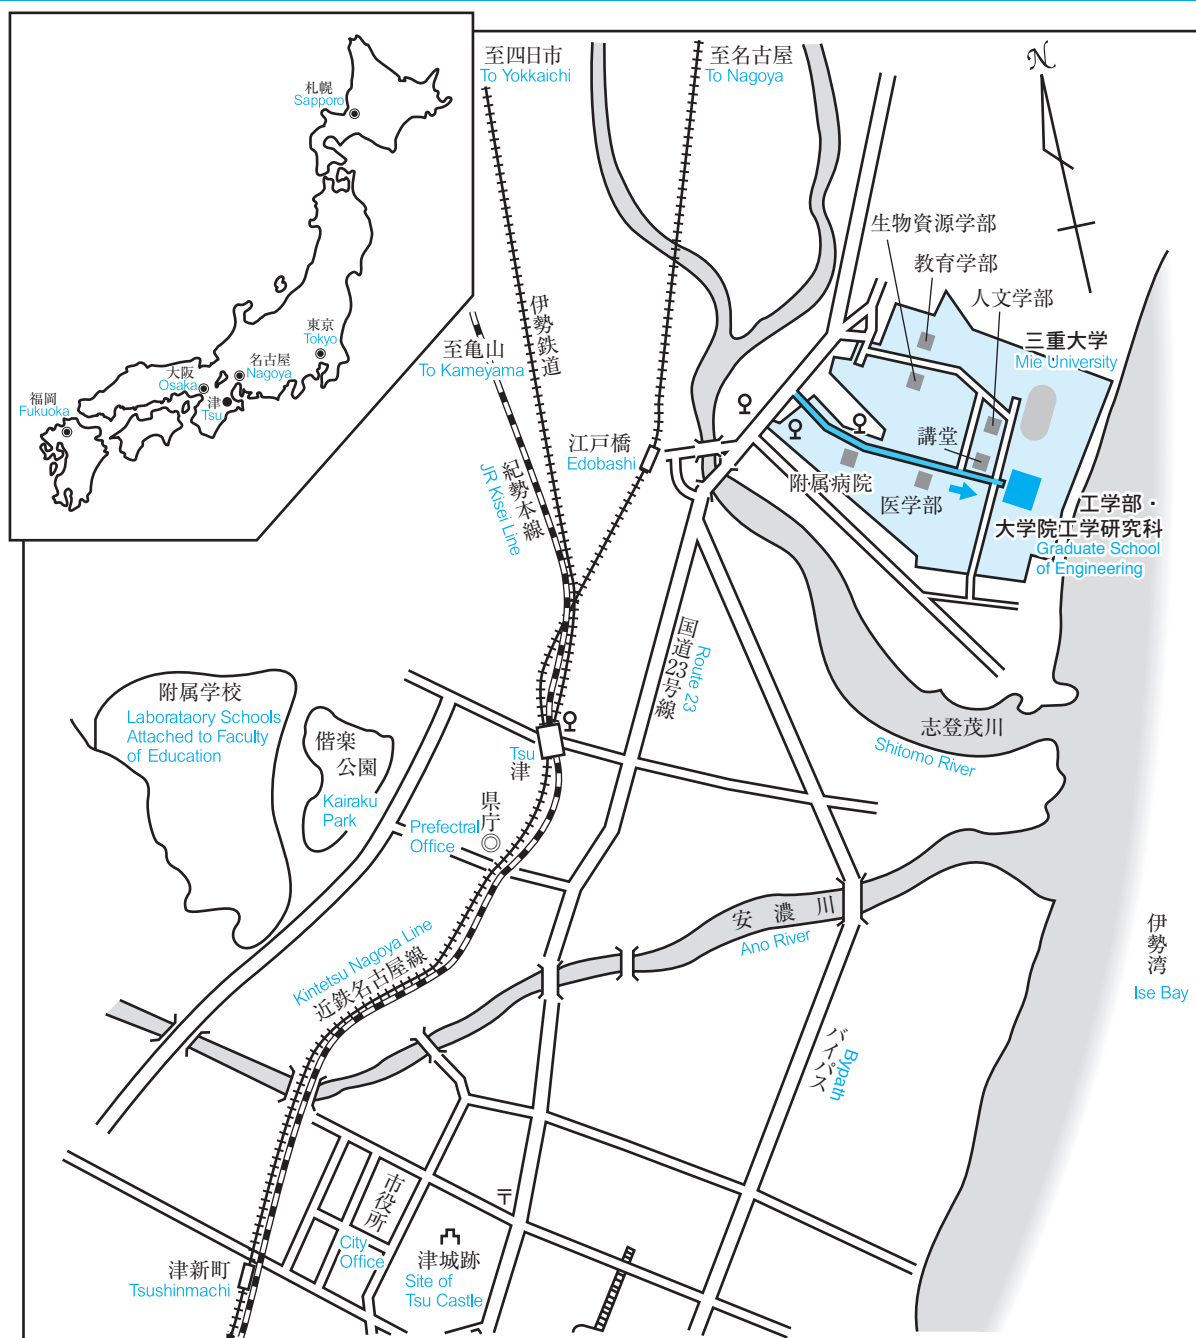 札幌
Sapporo
東京
Tokyo
名古屋
Nagoya
大阪
Osaka
津
Tsu
福岡
Fukuoka
至四日市
To Yokkaichi
至名古屋
To Nagoya
N
生物資源学部
教育学部
人文学部
三重大学
Mie University
伊勢鉄道
至亀山
To Kameyama
江戸橋
Edobashi
紀勢本線
JR Kisei Line
講堂
附属病院
医学部
工学部・
大学院工学研究科
Graduate School
of Engineering
国道23号線
Route 23
附属学校
Laborataory Schools
Attached to Faculty
of Education
偕楽
公園
Kairaku
Park
Tsu
津
県庁
Prefectral
Office
志登茂川
Shitomo River
安濃川
Ano River
伊勢湾
Ise Bay
Kintetsu Nagoya Line
近鉄名古屋線
バイパス
Bypath
市役所
City
Office
〒
津城跡
Site of
Tsu Castle
津新町
Tsushinmachi